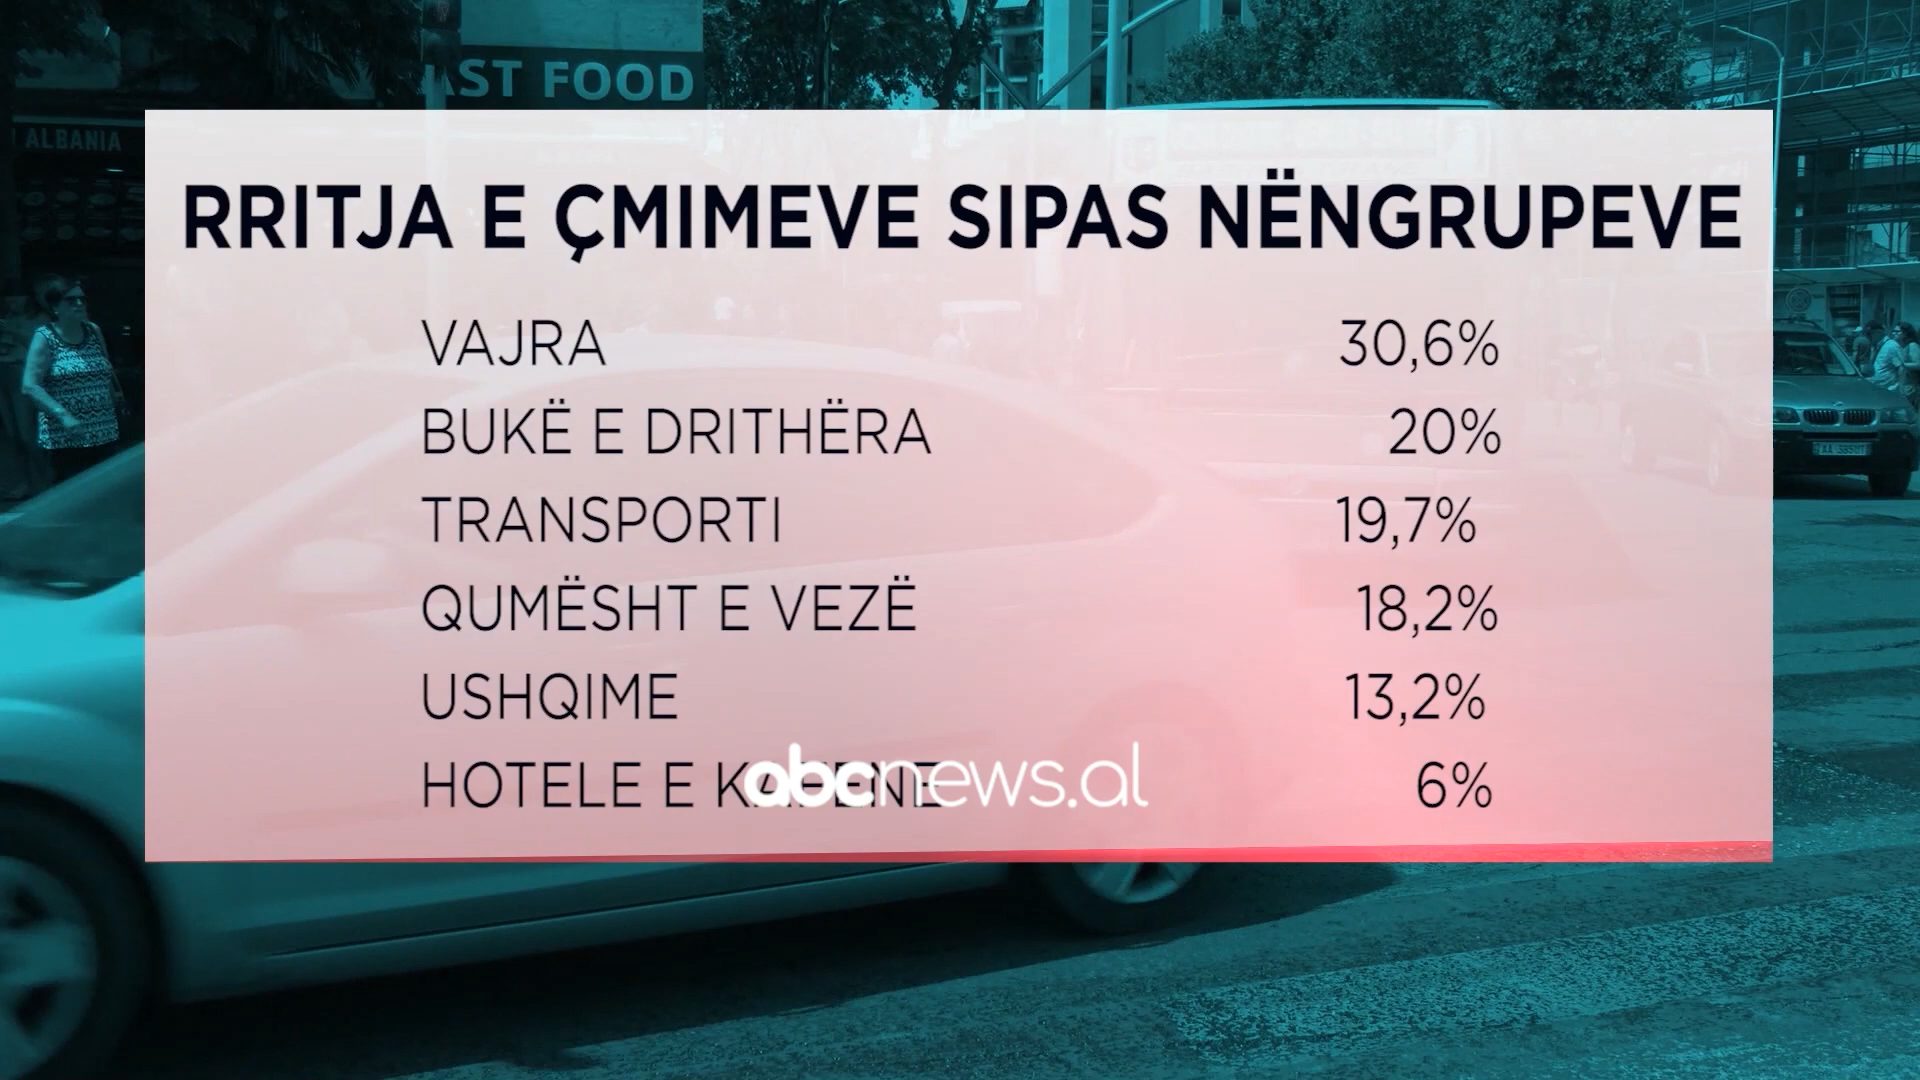 AST FOOD
ALBANIA
RRITJA E ÇMIMEVE SIPAS NËNGRUPEVE
VAJRA 30,6%
BUKË E DRITHËRA 20%
TRANSPORTI 19,7%
QUMËSHT E VEZË 18,2%
USHQIME 13,2%
HOTELE E KAFENE 6%
abcnews.al